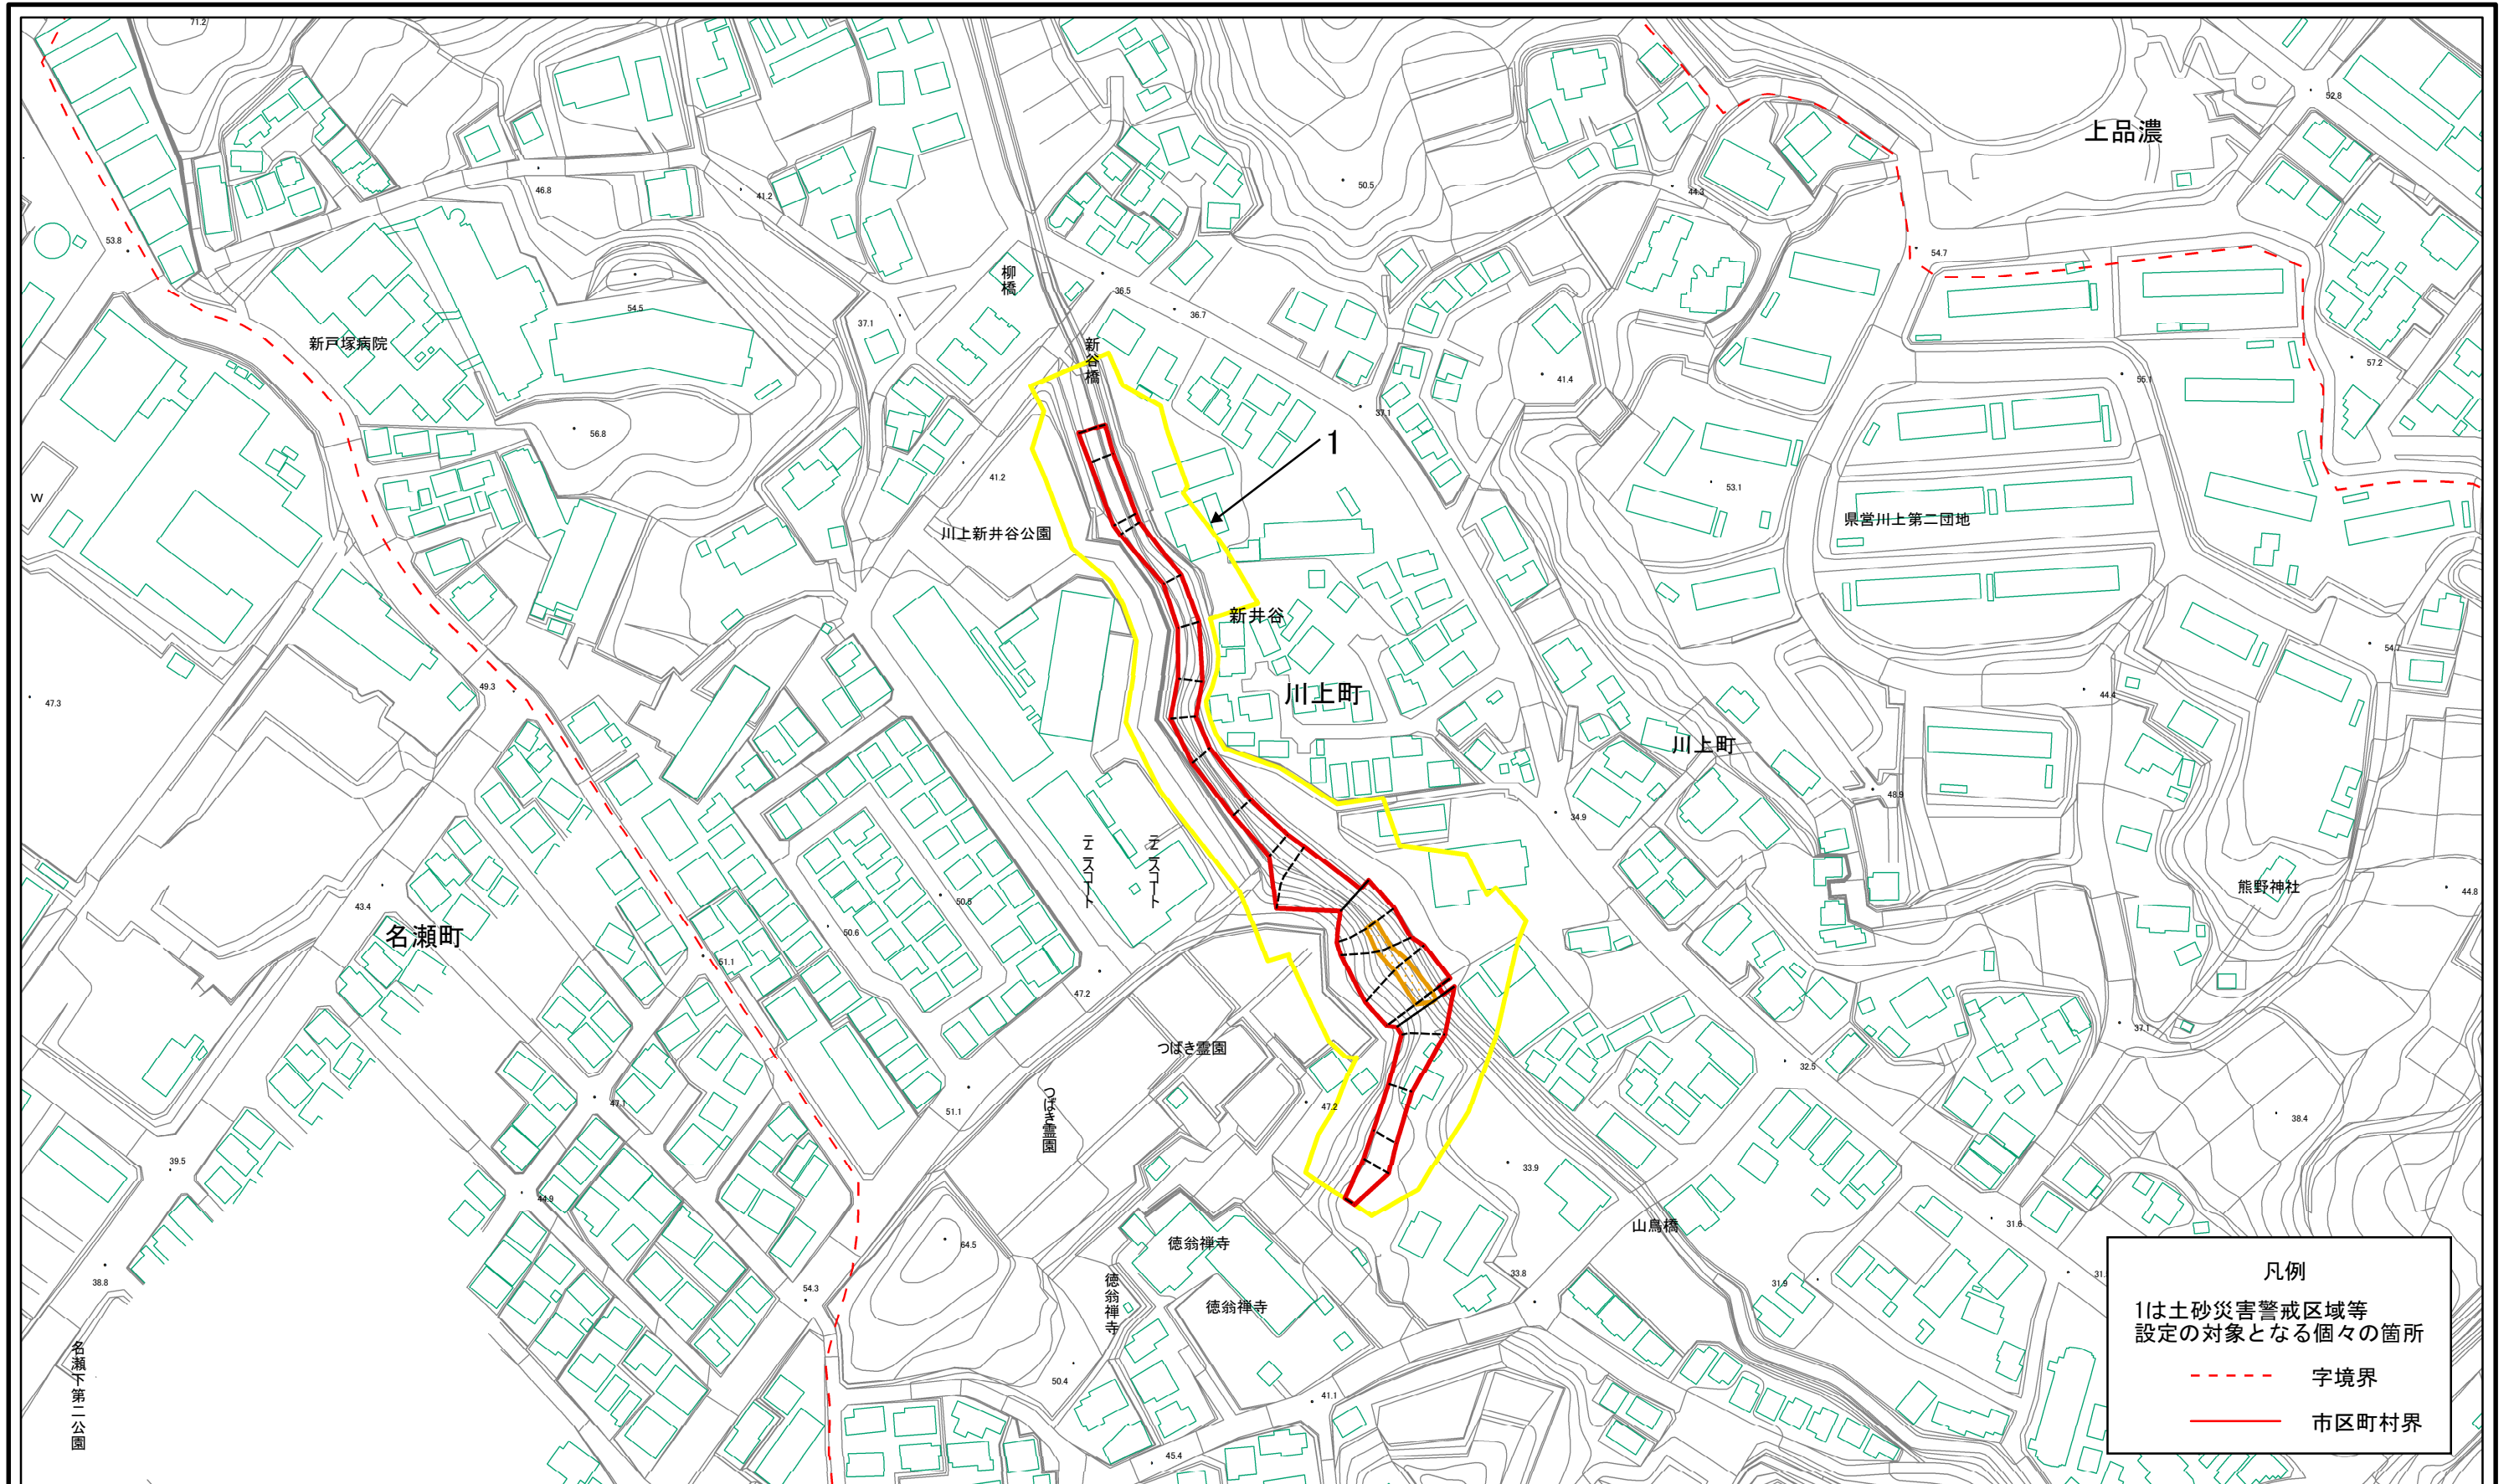 71.2
上品濃
52.8
50.5
44.3
46.8
41.2
53.8
54.7
柳橋
36.5
54.5
36.7
37.1
新戸塚病院
新谷橋
57.2
55.1
41.4
37.1
56.8
1
41.2
53.1
W
川上新井谷公園
県営川上第二団地
新井谷
54.7
49.3
川上町
44.4
47.3
川上町
48.9
34.9
テニスコート
テニスコート
熊野神社
44.8
43.4
50.5
50.6
名瀬町
51.1
47.2
37.1
つばき霊園
32.5
47.1
つばき霊園
51.1
47.2
38.4
39.5
33.9
44.9
山鳥橋
31.6
徳翁禅寺
64.5
38.8
徳翁禅寺
33.8
31.9
54.3
徳翁禅寺
名瀬下第二公園
50.4
41.1
45.4
凡例
1は土砂災害警戒区域等
設定の対象となる個々の箇所
字境界
市区町村界